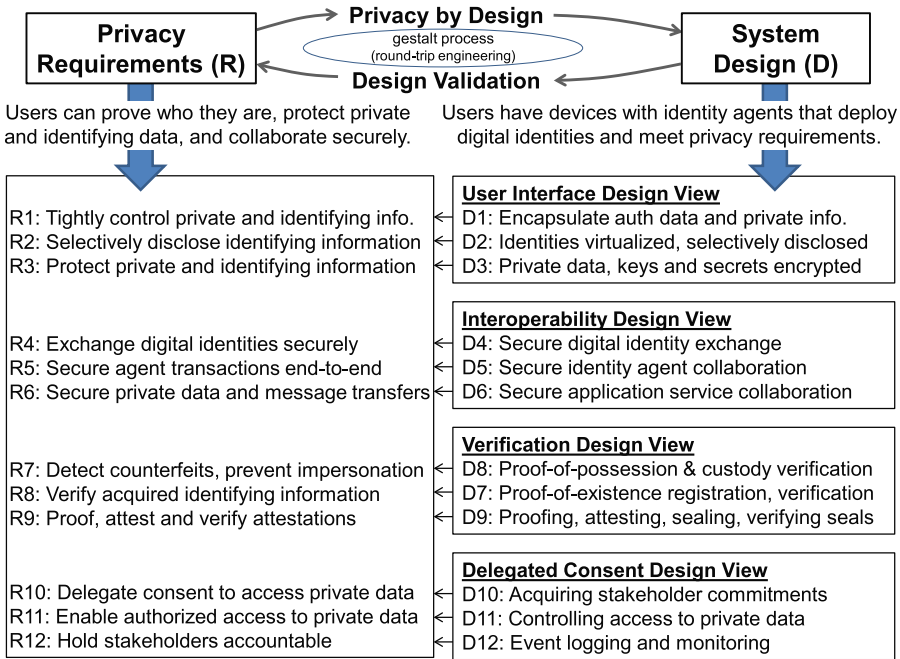 Privacy
Requirements (R)
Privacy by Design
gestalt process
(round-trip engineering)
Design Validation
System
Design (D)
Users can prove who they are, protect private
and identifying data, and collaborate securely.
Users have devices with identity agents that deploy
digital identities and meet privacy requirements.
R1: Tightly control private and identifying info.
R2: Selectively disclose identifying information
R3: Protect private and identifying information
R4: Exchange digital identities securely
R5: Secure agent transactions end-to-end
R6: Secure private data and message transfers
R7: Detect counterfeits, prevent impersonation
R8: Verify acquired identifying information
R9: Proof, attest and verify attestations
R10: Delegate consent to access private data
R11: Enable authorized access to private data
R12: Hold stakeholders accountable
User Interface Design View
D1: Encapsulate auth data and private info.
D2: Identities virtualized, selectively disclosed
D3: Private data, keys and secrets encrypted
Interoperability Design View
D4: Secure digital identity exchange
D5: Secure identity agent collaboration
D6: Secure application service collaboration
Verification Design View
D8: Proof-of-possession & custody verification
D7: Proof-of-existence registration, verification
D9: Proofing, attesting, sealing, verifying seals
Delegated Consent Design View
D10: Acquiring stakeholder commitments
D11: Controlling access to private data
D12: Event logging and monitoring